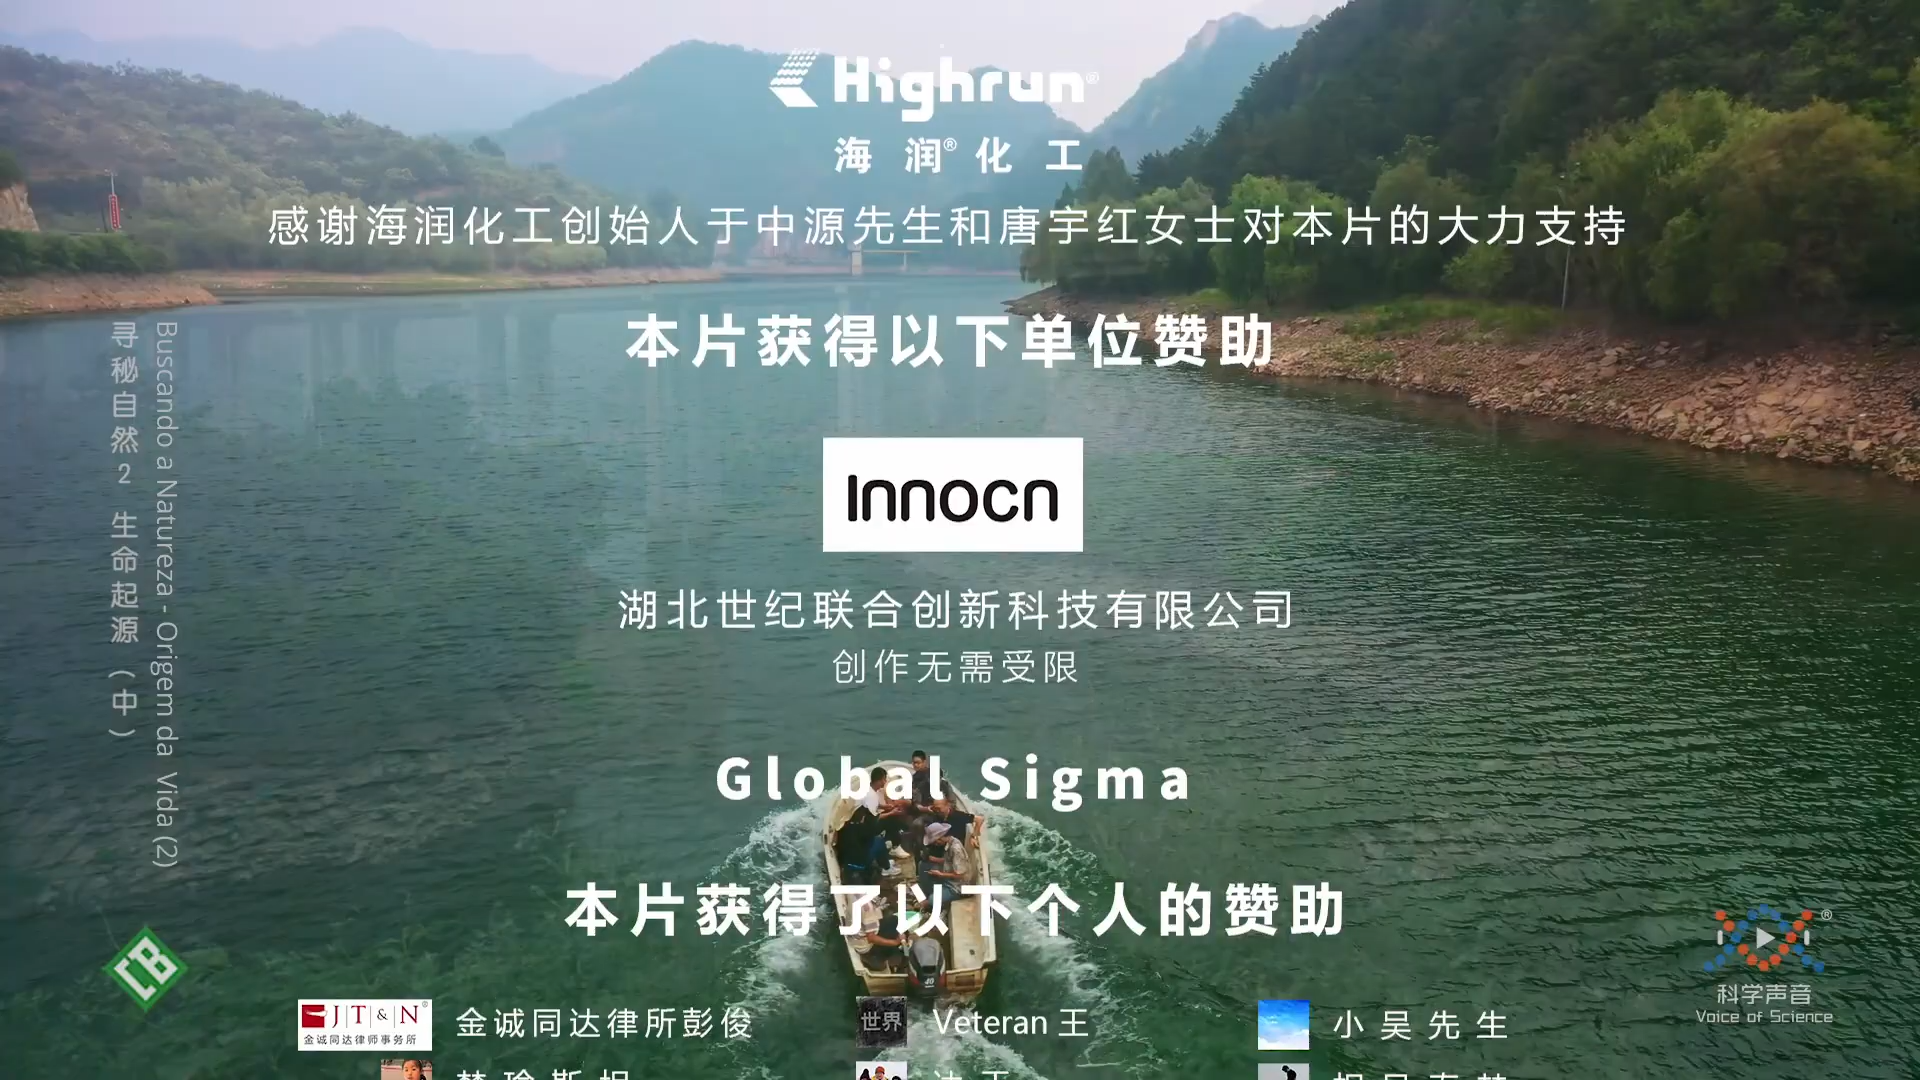 Highrun®
海润®化工
感谢海润化工创始人于中源先生和唐宇红女士对本片的大力支持
本片获得以下单位赞助
Innocn
湖北世纪联合创新科技有限公司
创作无需受限
Global Sigma
本片获得了以下个人的赞助
寻秘自然2 生命起源（中）
Buscando a Natureza - Origem da Vida (2)
CB
J|T|&|N®
金诚同达律师事务所
金诚同达律所彭俊
世界
Veteran 王
小吴先生
®
科学声音
Voice of Science
40